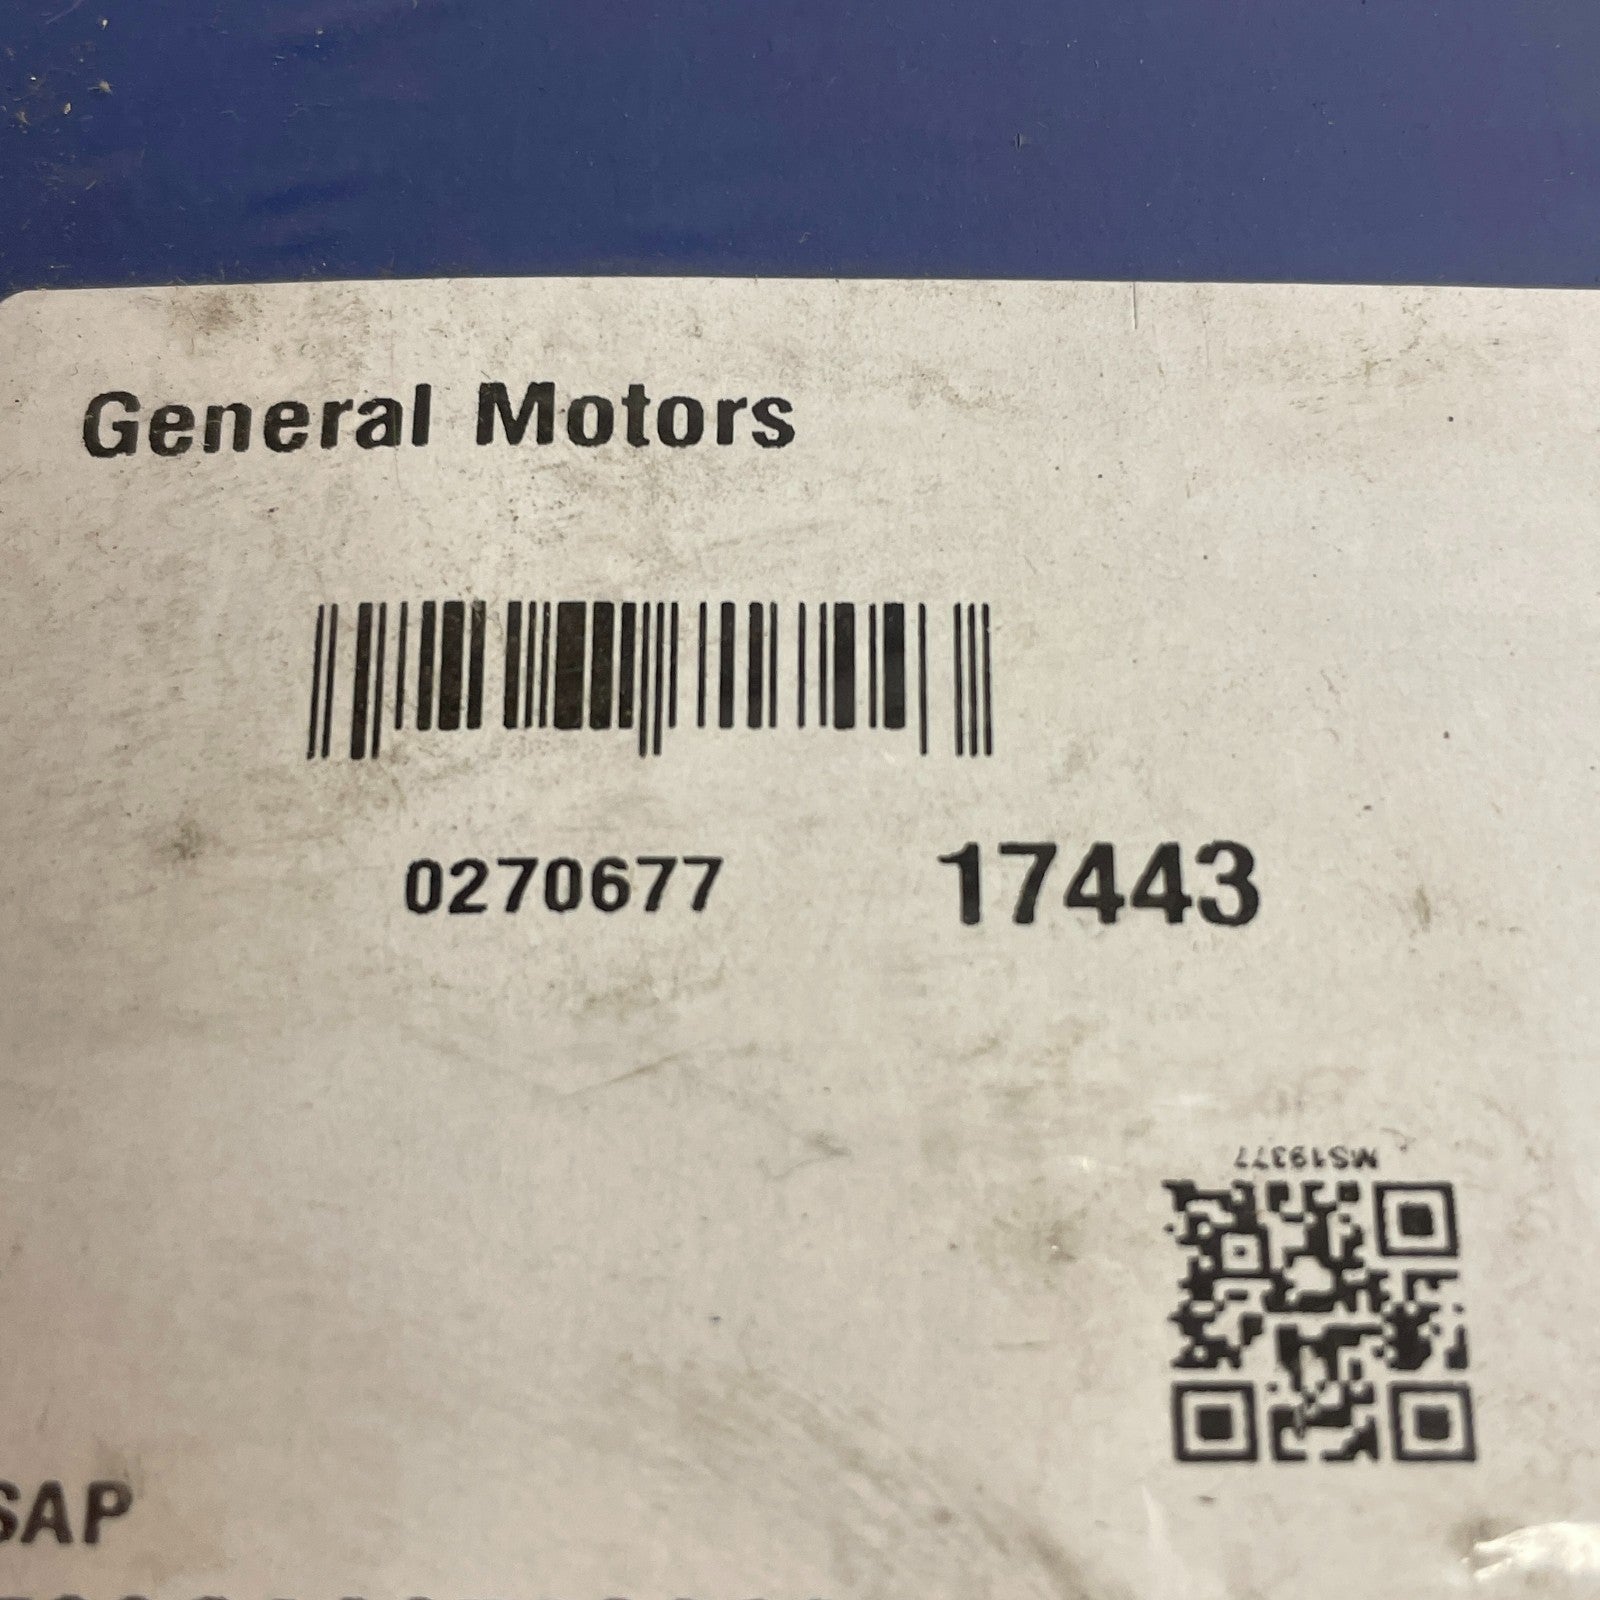 General Motors
0270677 17443
MS19377
SAP